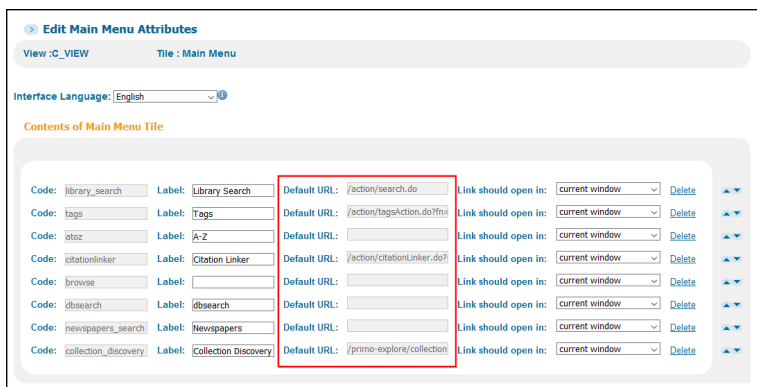 Edit Main Menu Attributes
View :C_VIEW Tile : Main Menu
Interface Language: English
Contents of Main Menu Tile
Code: library_search Label: Library Search Default URL: /action/search.do Link should open in: current window Delete
Code: tags Label: Tags Default URL: /action/tagsAction.do?fn= Link should open in: current window Delete
Code: atoz Label: A-Z Default URL: Link should open in: current window Delete
Code: citationlinker Label: Citation Linker Default URL: /action/citationLinker.do? Link should open in: current window Delete
Code: browse Label: Default URL: Link should open in: current window Delete
Code: dbsearch Label: dbsearch Default URL: Link should open in: current window Delete
Code: newspapers_search Label: Newspapers Default URL: Link should open in: current window Delete
Code: collection_discovery Label: Collection Discovery Default URL: /primo-explore/collection Link should open in: current window Delete